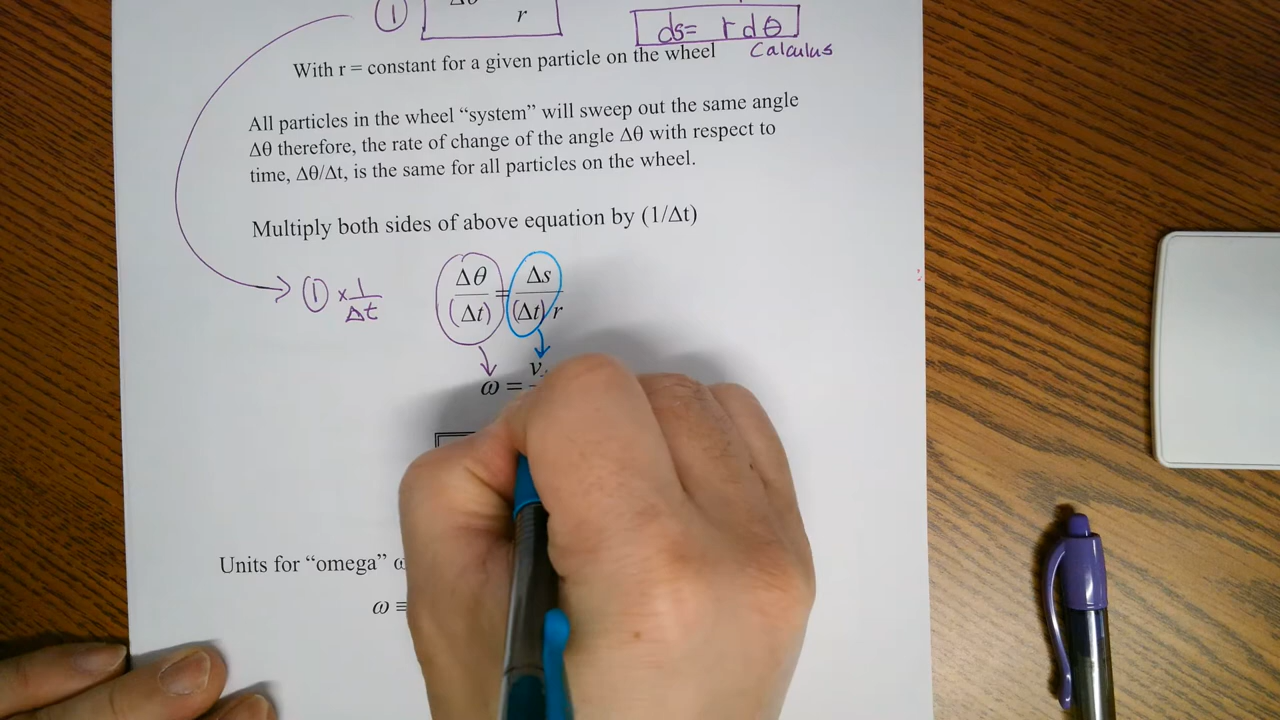 ① r
ds= rdθ
With r = constant for a given particle on the wheel Calculus
All particles in the wheel “system” will sweep out the same angle
Δθ therefore, the rate of change of the angle Δθ with respect to
time, Δθ/Δt, is the same for all particles on the wheel.
Multiply both sides of above equation by (1/Δt)
① × 1/Δt Δθ/(Δt) = Δs/(Δt) r
ω = v
Units for “omega” ω
ω ≡